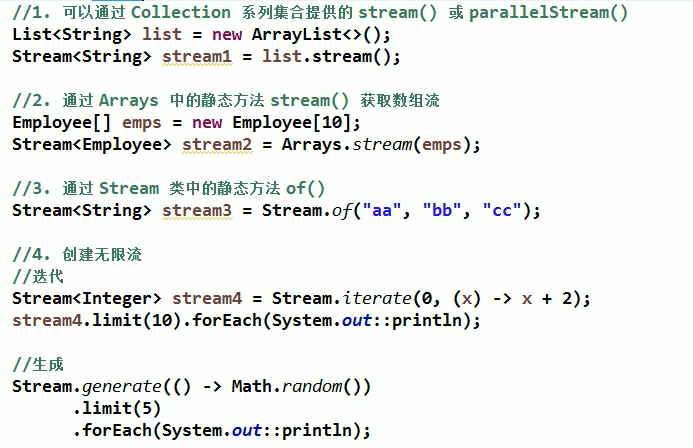 //1. 可以通过 Collection 系列集合提供的 stream() 或 parallelStream()
List<String> list = new ArrayList<>();
Stream<String> stream1 = list.stream();
//2. 通过 Arrays 中的静态方法 stream() 获取数组流
Employee[] emps = new Employee[10];
Stream<Employee> stream2 = Arrays.stream(emps);
//3. 通过 Stream 类中的静态方法 of()
Stream<String> stream3 = Stream.of("aa", "bb", "cc");
//4. 创建无限流
//迭代
Stream<Integer> stream4 = Stream.iterate(0, (x) -> x + 2);
stream4.limit(10).forEach(System.out::println);
//生成
Stream.generate(() -> Math.random())
.limit(5)
.forEach(System.out::println);